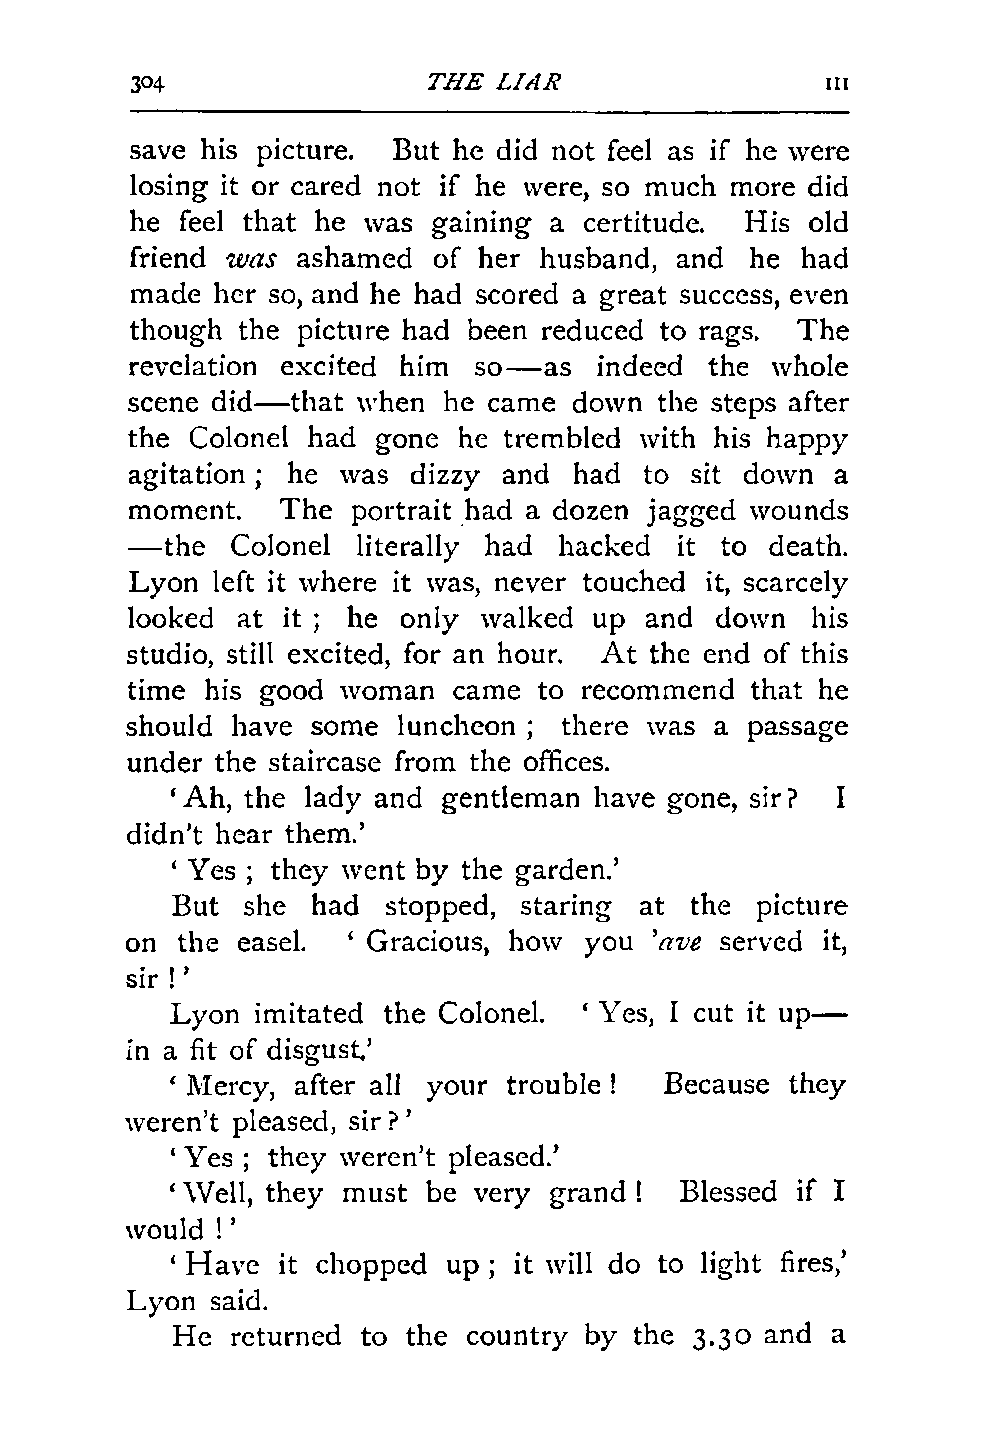 304 THE LIAR III
save his picture. But he did not feel as if he were
losing it or cared not if he were, so much more did
he feel that he was gaining a certitude. His old
friend was ashamed of her husband, and he had
made her so, and he had scored a great success, even
though the picture had been reduced to rags. The
revelation excited him so—as indeed the whole
scene did—that when he came down the steps after
the Colonel had gone he trembled with his happy
agitation ; he was dizzy and had to sit down a
moment. The portrait had a dozen jagged wounds
—the Colonel literally had hacked it to death.
Lyon left it where it was, never touched it, scarcely
looked at it ; he only walked up and down his
studio, still excited, for an hour. At the end of this
time his good woman came to recommend that he
should have some luncheon ; there was a passage
under the staircase from the offices.
‘ Ah, the lady and gentleman have gone, sir? I
didn't hear them.’
‘ Yes ; they went by the garden.’
But she had stopped, staring at the picture
on the easel. ‘ Gracious, how you ’ave served it,
sir ! ’
Lyon imitated the Colonel. ‘ Yes, I cut it up—
in a fit of disgust.’
‘ Mercy, after all your trouble ! Because they
weren't pleased, sir ? ’
‘ Yes ; they weren't pleased.’
‘ Well, they must be very grand ! Blessed if I
would ! ’
‘ Have it chopped up ; it will do to light fires,’
Lyon said.
He returned to the country by the 3.30 and a